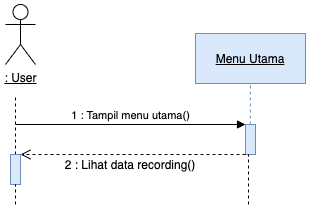 : User
Menu Utama
1 : Tampil menu utama()
2 : Lihat data recording()